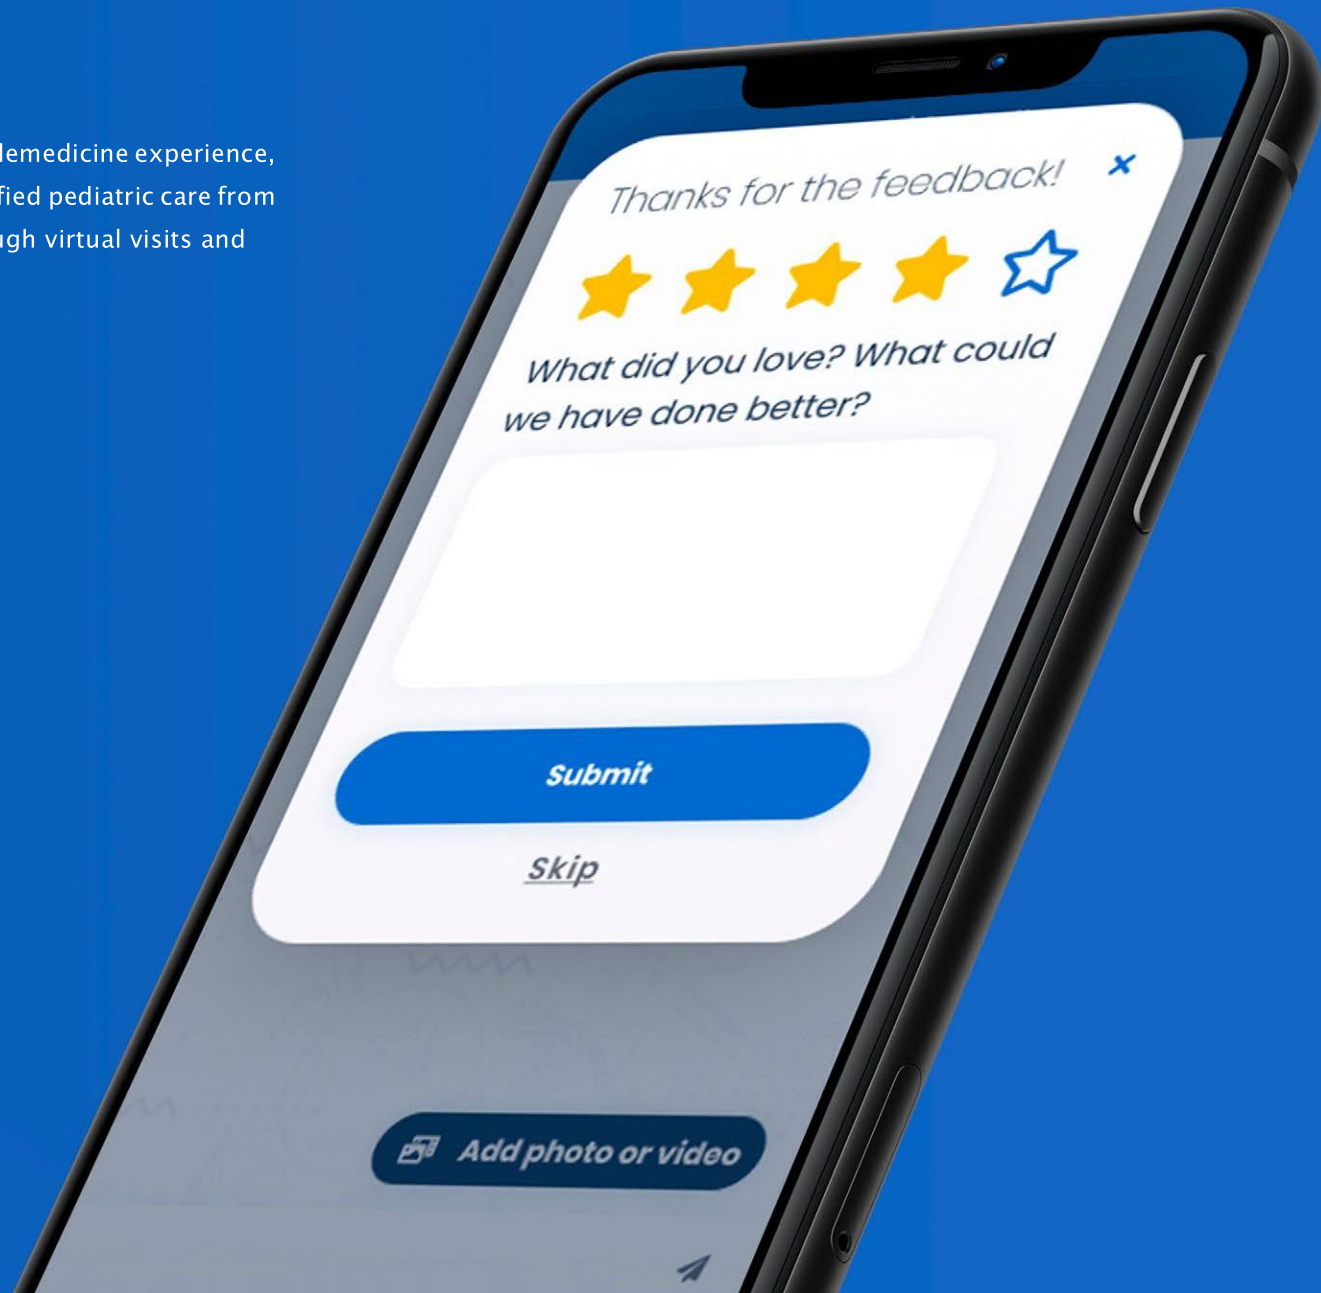 lemedicine experience,
fied pediatric care from
ugh virtual visits and
Thanks for the feedback!
What did you love? What could
we have done better?
Submit
Skip
Add photo or video